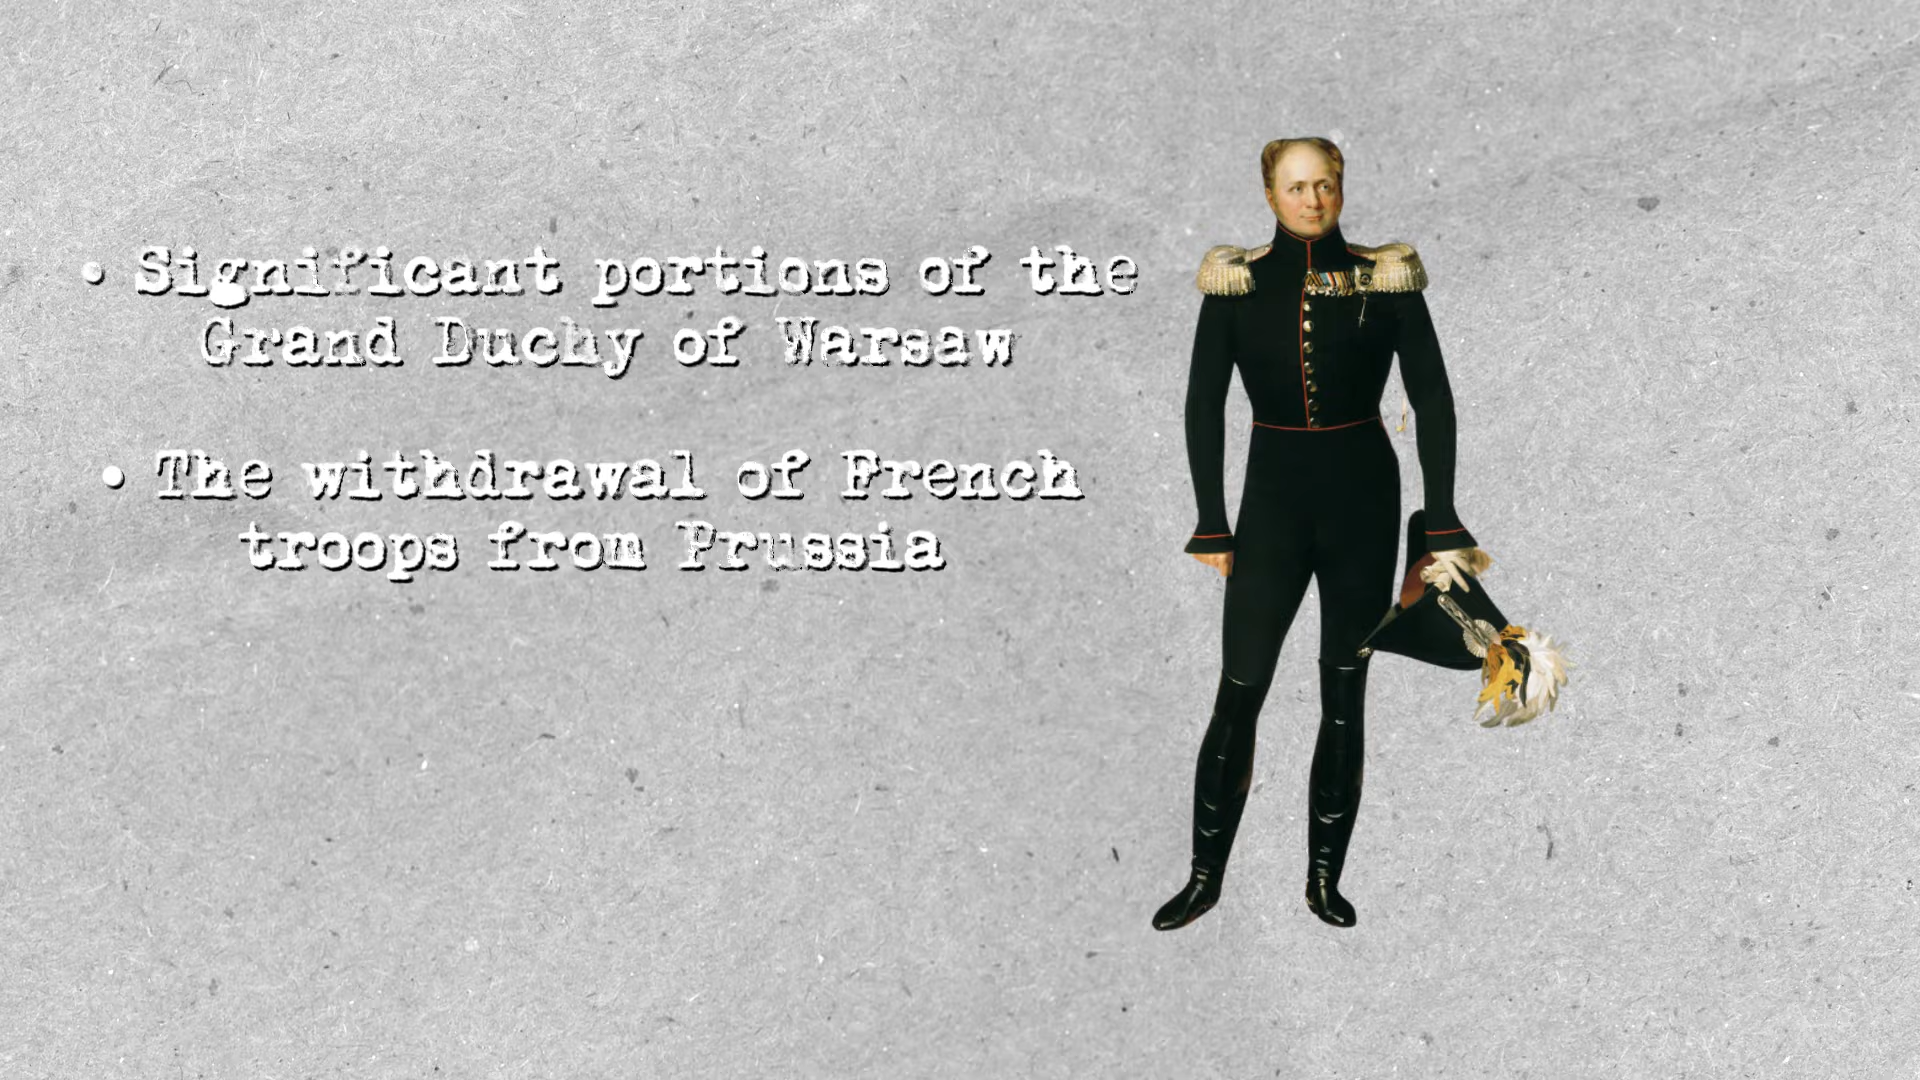 • Significant portions of the
Grand Duchy of Warsaw
• The withdrawal of French
troops from Prussia